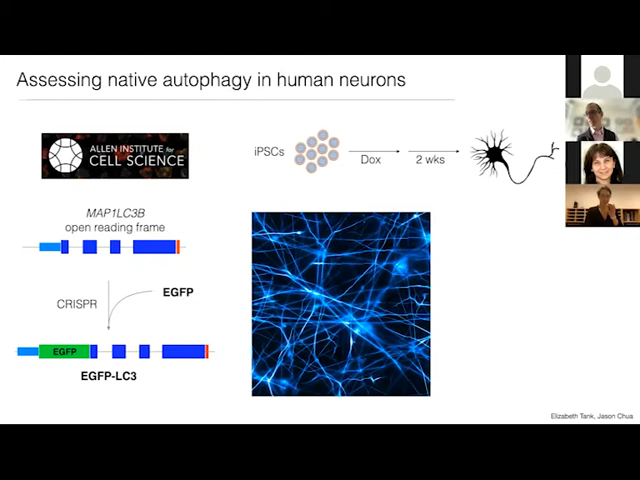 Assessing native autophagy in human neurons
ALLEN INSTITUTE for
CELL SCIENCE
iPSCs
Dox
2 wks
MAP1LC3B
open reading frame
CRISPR
EGFP
EGFP
EGFP-LC3
Elizabeth Tank, Jason Chua